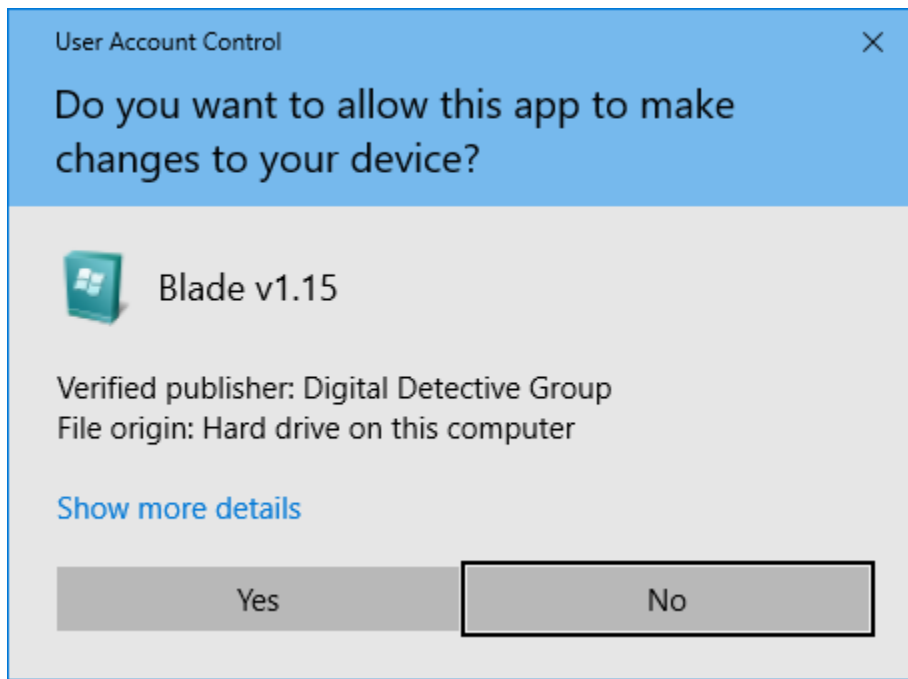 User Account Control
Do you want to allow this app to make
changes to your device?
Blade v1.15
Verified publisher: Digital Detective Group
File origin: Hard drive on this computer
Show more details
Yes
No